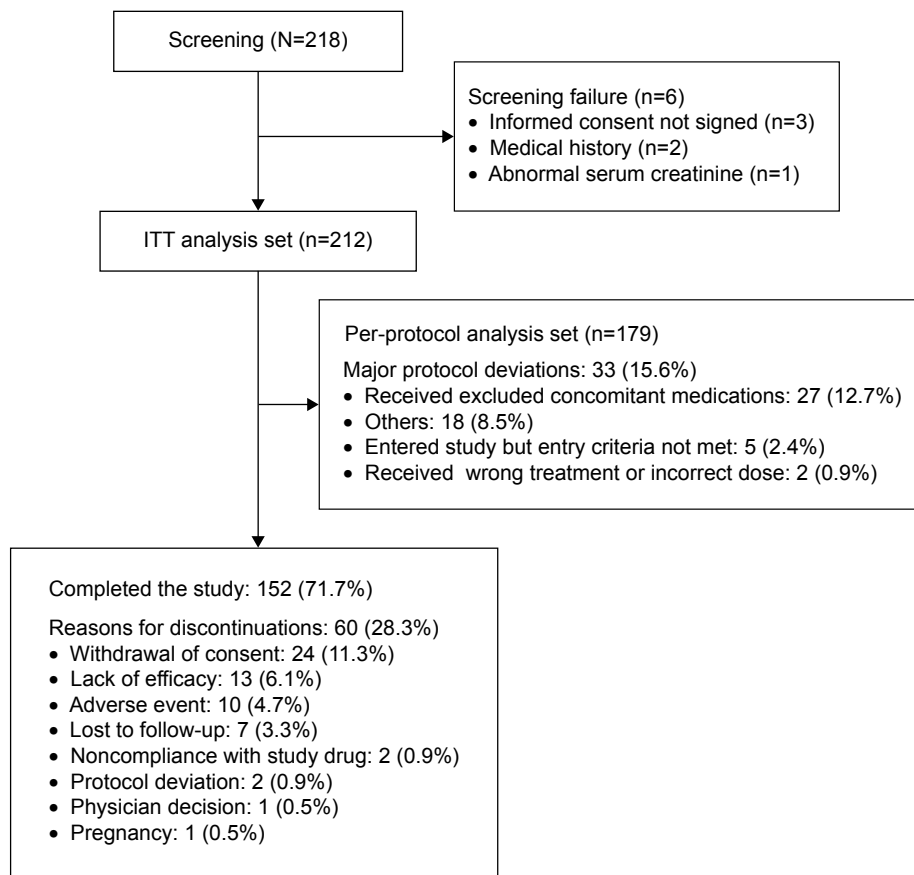 Screening (N=218)
Screening failure (n=6)
• Informed consent not signed (n=3)
• Medical history (n=2)
• Abnormal serum creatinine (n=1)
ITT analysis set (n=212)
Per-protocol analysis set (n=179)
Major protocol deviations: 33 (15.6%)
• Received excluded concomitant medications: 27 (12.7%)
• Others: 18 (8.5%)
• Entered study but entry criteria not met: 5 (2.4%)
• Received wrong treatment or incorrect dose: 2 (0.9%)
Completed the study: 152 (71.7%)
Reasons for discontinuations: 60 (28.3%)
• Withdrawal of consent: 24 (11.3%)
• Lack of efficacy: 13 (6.1%)
• Adverse event: 10 (4.7%)
• Lost to follow-up: 7 (3.3%)
• Noncompliance with study drug: 2 (0.9%)
• Protocol deviation: 2 (0.9%)
• Physician decision: 1 (0.5%)
• Pregnancy: 1 (0.5%)